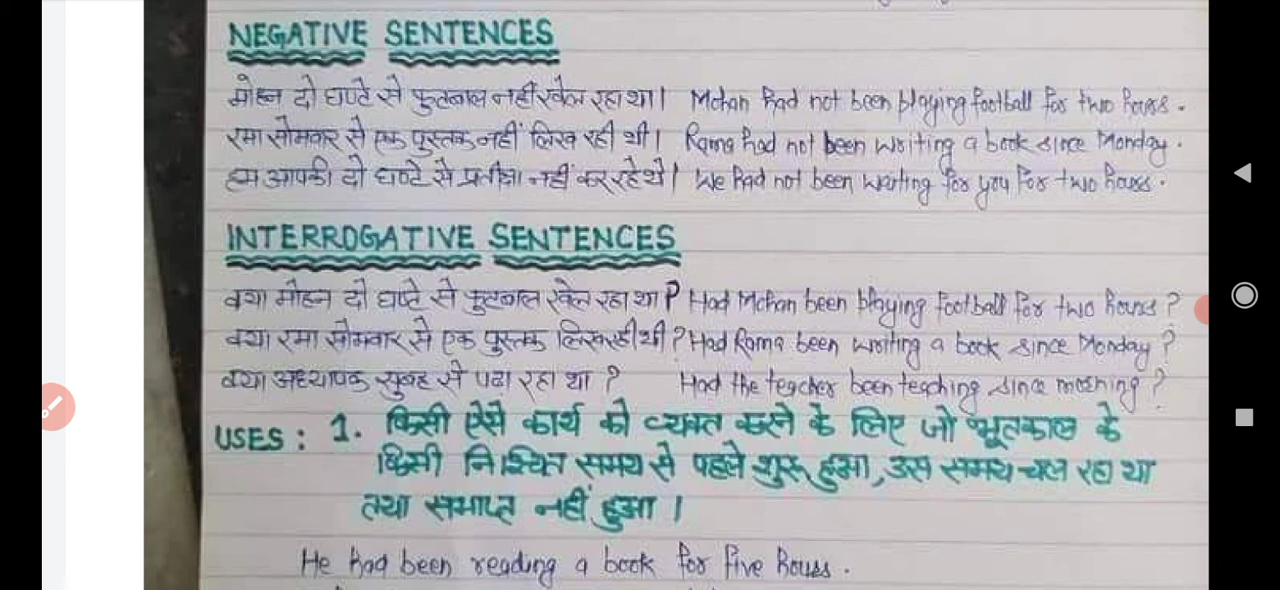 NEGATIVE SENTENCES
मोहन दो घण्टे से फुटबाल नहीं खेल रहा था। Mohan had not been playing football for two hours.
रमा सोमवार से एक पुस्तक नहीं लिख रही थी। Rama had not been writing a book since Monday.
हम आपकी दो घण्टे से प्रतीक्षा नहीं कर रहे थे। We had not been waiting for you for two hours.
INTERROGATIVE SENTENCES
क्या मोहन दो घण्टे से फुटबाल खेल रहा था? Had Mohan been playing football for two hours?
क्या रमा सोमवार से एक पुस्तक लिख रही थी? Had Rama been writing a book since Monday?
क्या अध्यापक सुबह से पढा रहा था? Had the teacher been teaching since morning?
USES: 1. किसी ऐसे कार्य को व्यक्त करने के लिए जो भूतकाल के
किसी निश्चित समय से पहले शुरू हुआ, उस समय चल रहा था
तथा समाप्त नहीं हुआ।
He had been reading a book for five hours.